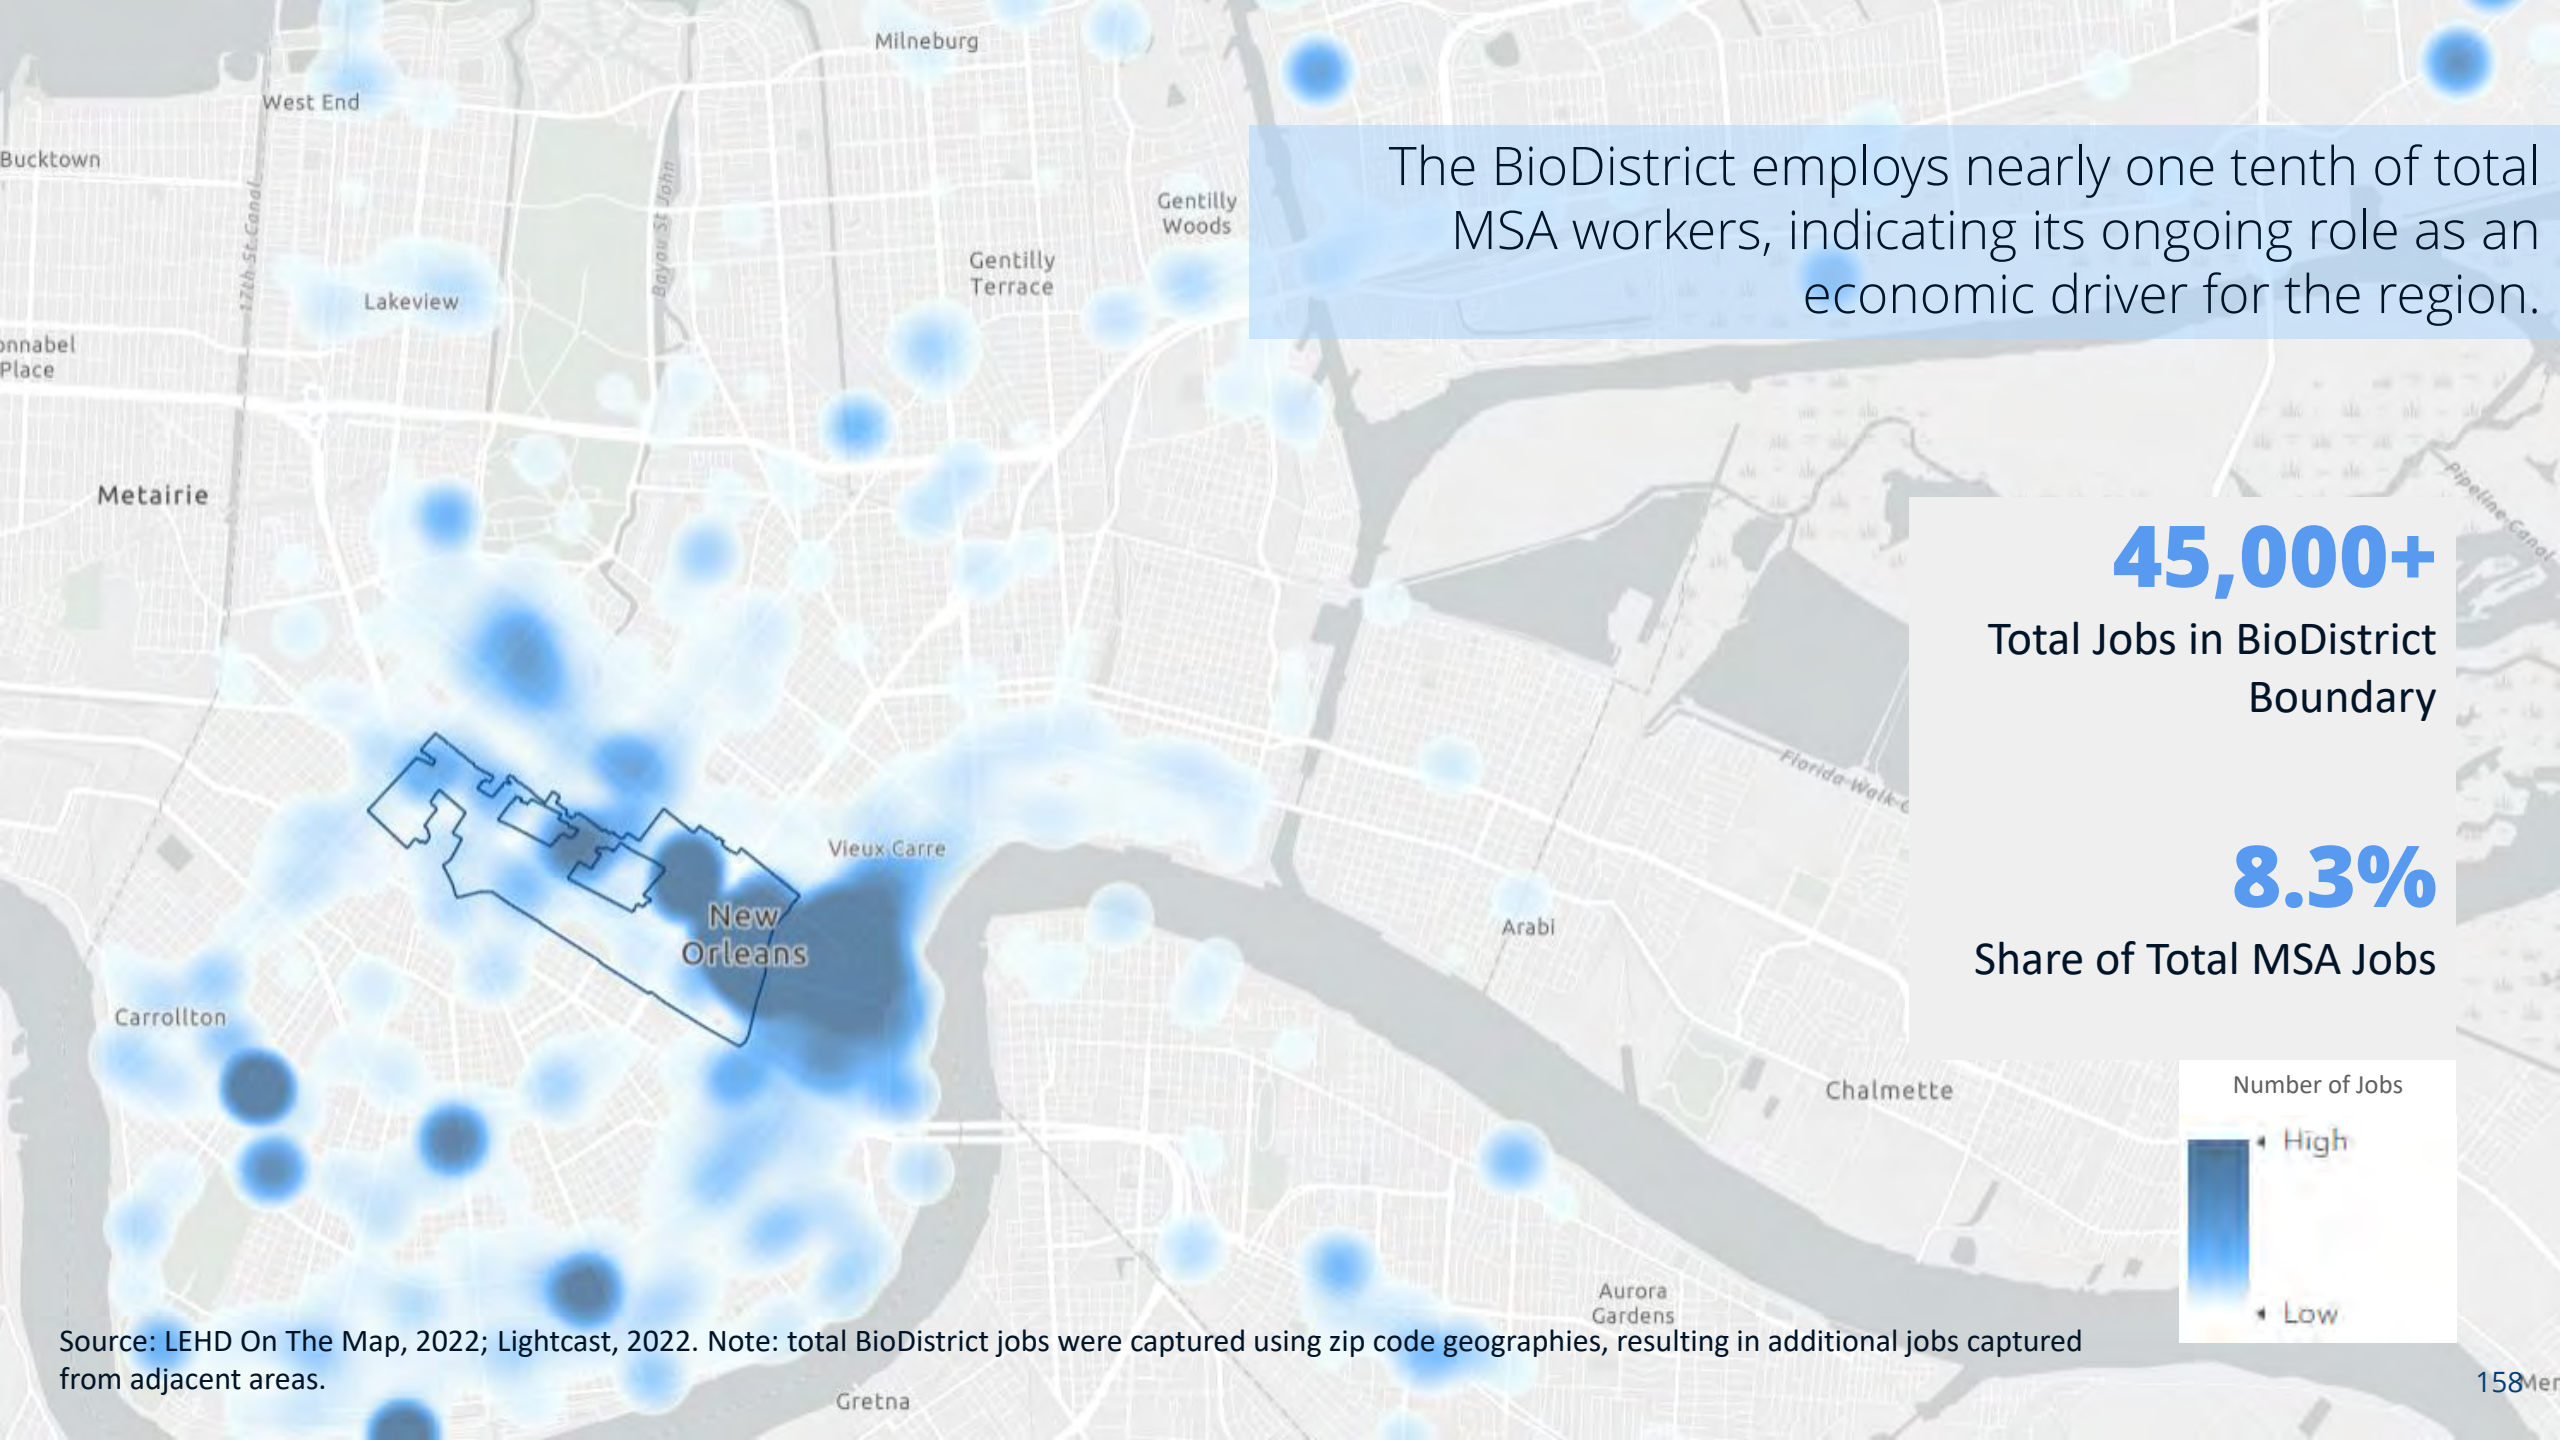 Milneburg
West End
Bucktown
17th St Canal
Bayou St John
Gentilly
Woods
Gentilly
Terrace
Lakeview
onnabel
Place
The BioDistrict employs nearly one tenth of total
MSA workers, indicating its ongoing role as an
economic driver for the region.
Metairie
Pipeline Canal
45,000+
Total Jobs in BioDistrict
Boundary
Florida Walk C
Vieux Carre
8.3%
Share of Total MSA Jobs
New
Orleans
Arabi
Carrollton
Chalmette
Number of Jobs
High
Low
Aurora
Gardens
Source: LEHD On The Map, 2022; Lightcast, 2022. Note: total BioDistrict jobs were captured using zip code geographies, resulting in additional jobs captured
from adjacent areas.
Gretna
158
Mer